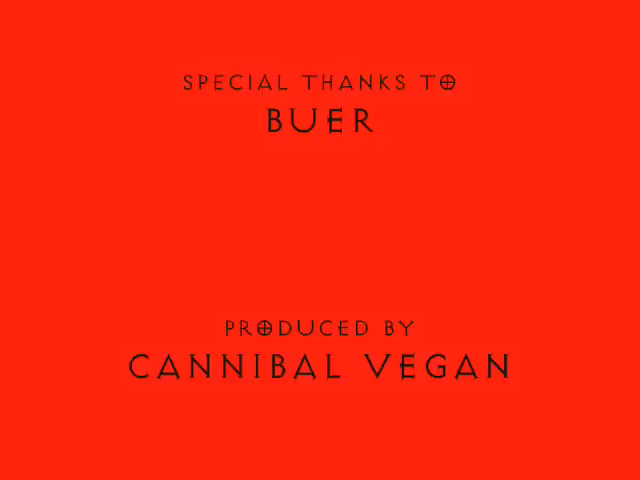 SPECIAL THANKS TO
BUER
PRODUCED BY
CANNIBAL VEGAN